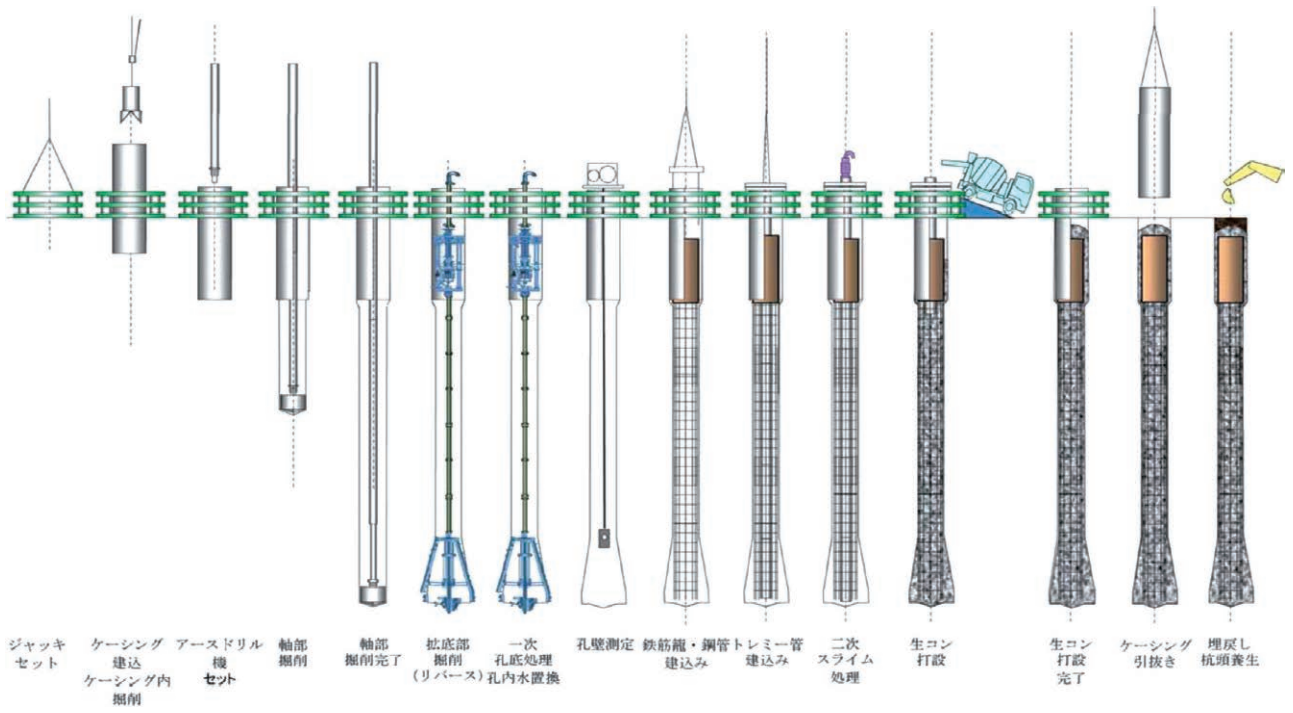 ジャッキ
セット
ケーシング
建込
ケーシング内
掘削
アースドリル
機
セット
軸部
掘削
軸部
掘削完了
拡底部
掘削
(リバース)
一次
孔底処理
孔内水置換
孔壁測定
鉄筋籠・鋼管
建込み
トレミー管
建込み
二次
スライム
処理
生コン
打設
生コン
打設
完了
ケーシング
引抜き
埋戻し
杭頭養生